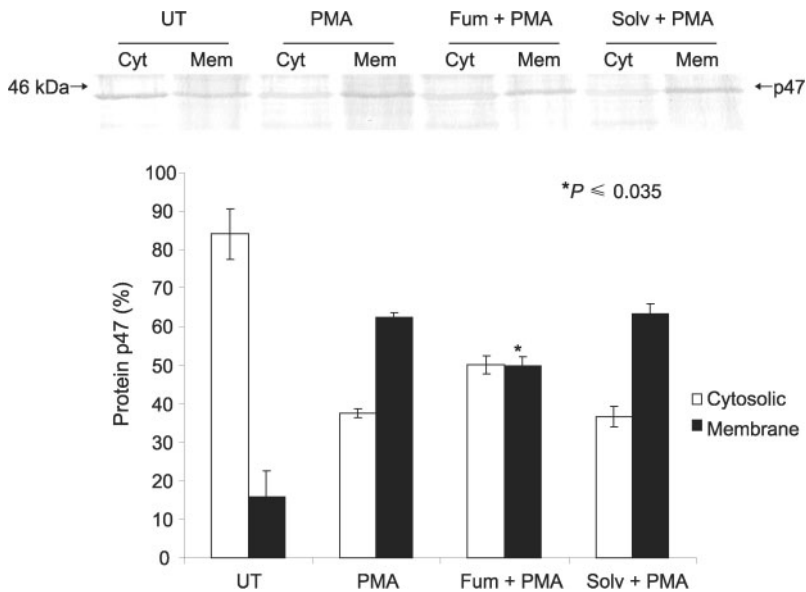 UT PMA Fum + PMA Solv + PMA
Cyt Mem Cyt Mem Cyt Mem Cyt Mem
46 kDa→ ←p47
*P ≤ 0.035
100
90
80
70
60
50
40
30
20
10
0
Protein p47 (%)
*
Cytosolic
Membrane
UT PMA Fum + PMA Solv + PMA